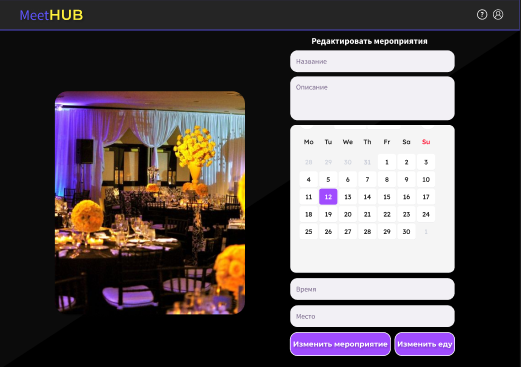 MeetHUB
Редактировать мероприятия
Название
Описание
Mo Tu We Th Fr Sa Su
28 29 30 31 1 2 3
4 5 6 7 8 9 10
11 12 13 14 15 16 17
18 19 20 21 22 23 24
25 26 27 28 29 30 1
Время
Место
Изменить мероприятие Изменить еду